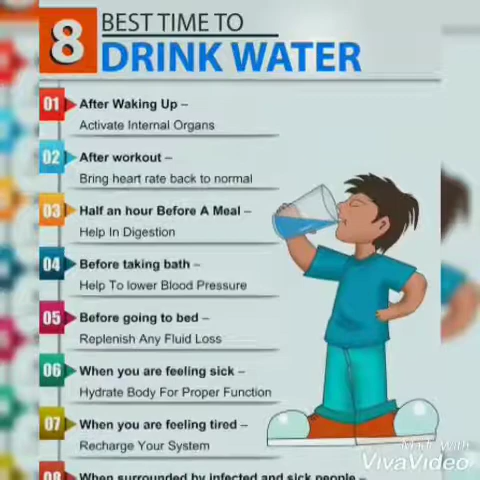 8 BEST TIME TO
DRINK WATER
01 After Waking Up –
Activate Internal Organs
02 After workout –
Bring heart rate back to normal
03 Half an hour Before A Meal –
Help In Digestion
04 Before taking bath –
Help To lower Blood Pressure
05 Before going to bed –
Replenish Any Fluid Loss
06 When you are feeling sick –
Hydrate Body For Proper Function
07 When you are feeling tired –
Recharge Your System
08 When surrounded by infected and sick people –
Made With
VivaVideo